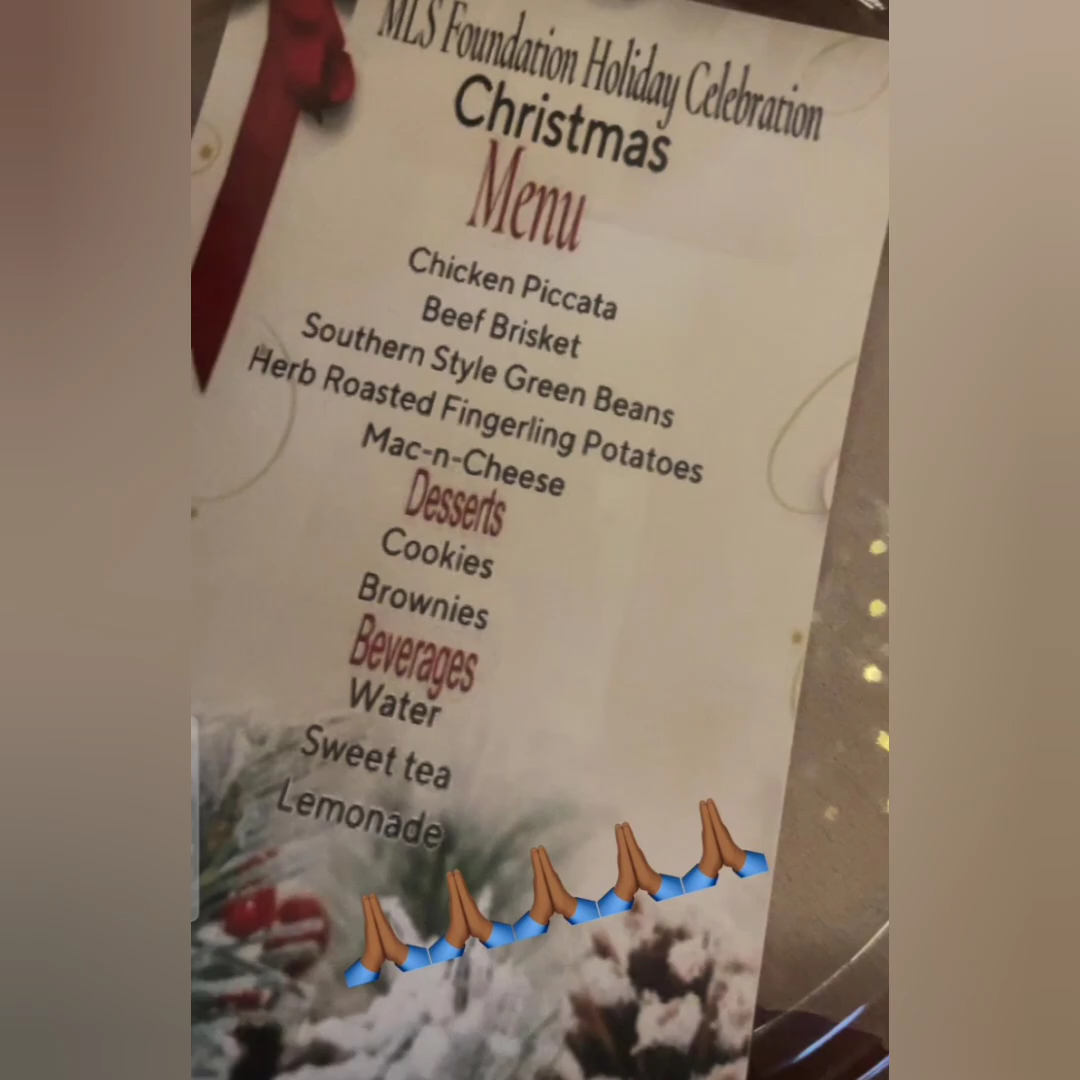 MLS Foundation Holiday Celebration
Christmas
Menu
Chicken Piccata
Beef Brisket
Southern Style Green Beans
Herb Roasted Fingerling Potatoes
Mac-n-Cheese
Desserts
Cookies
Brownies
Beverages
Water
Sweet tea
Lemonade